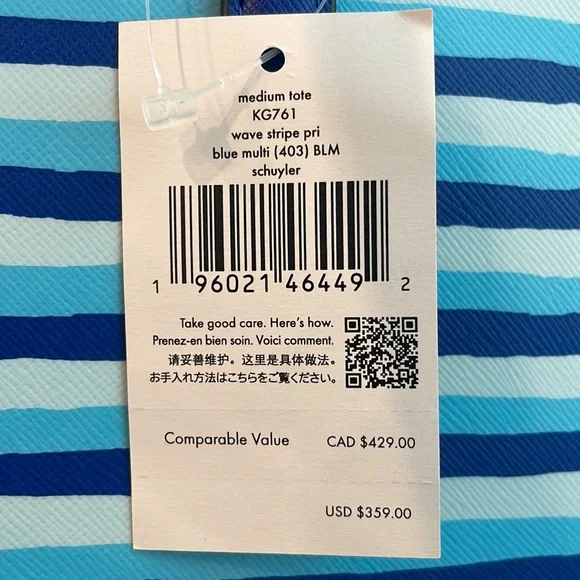 medium tote
KG761
wave stripe pri
blue multi (403) BLM
schuyler
1 96021 46449 2
Take good care. Here's how.
Prenez-en bien soin. Voici comment.
请妥善维护。这里是具体做法。
お手入れ方法はこちらをご覧ください。
Comparable Value CAD $429.00
USD $359.00